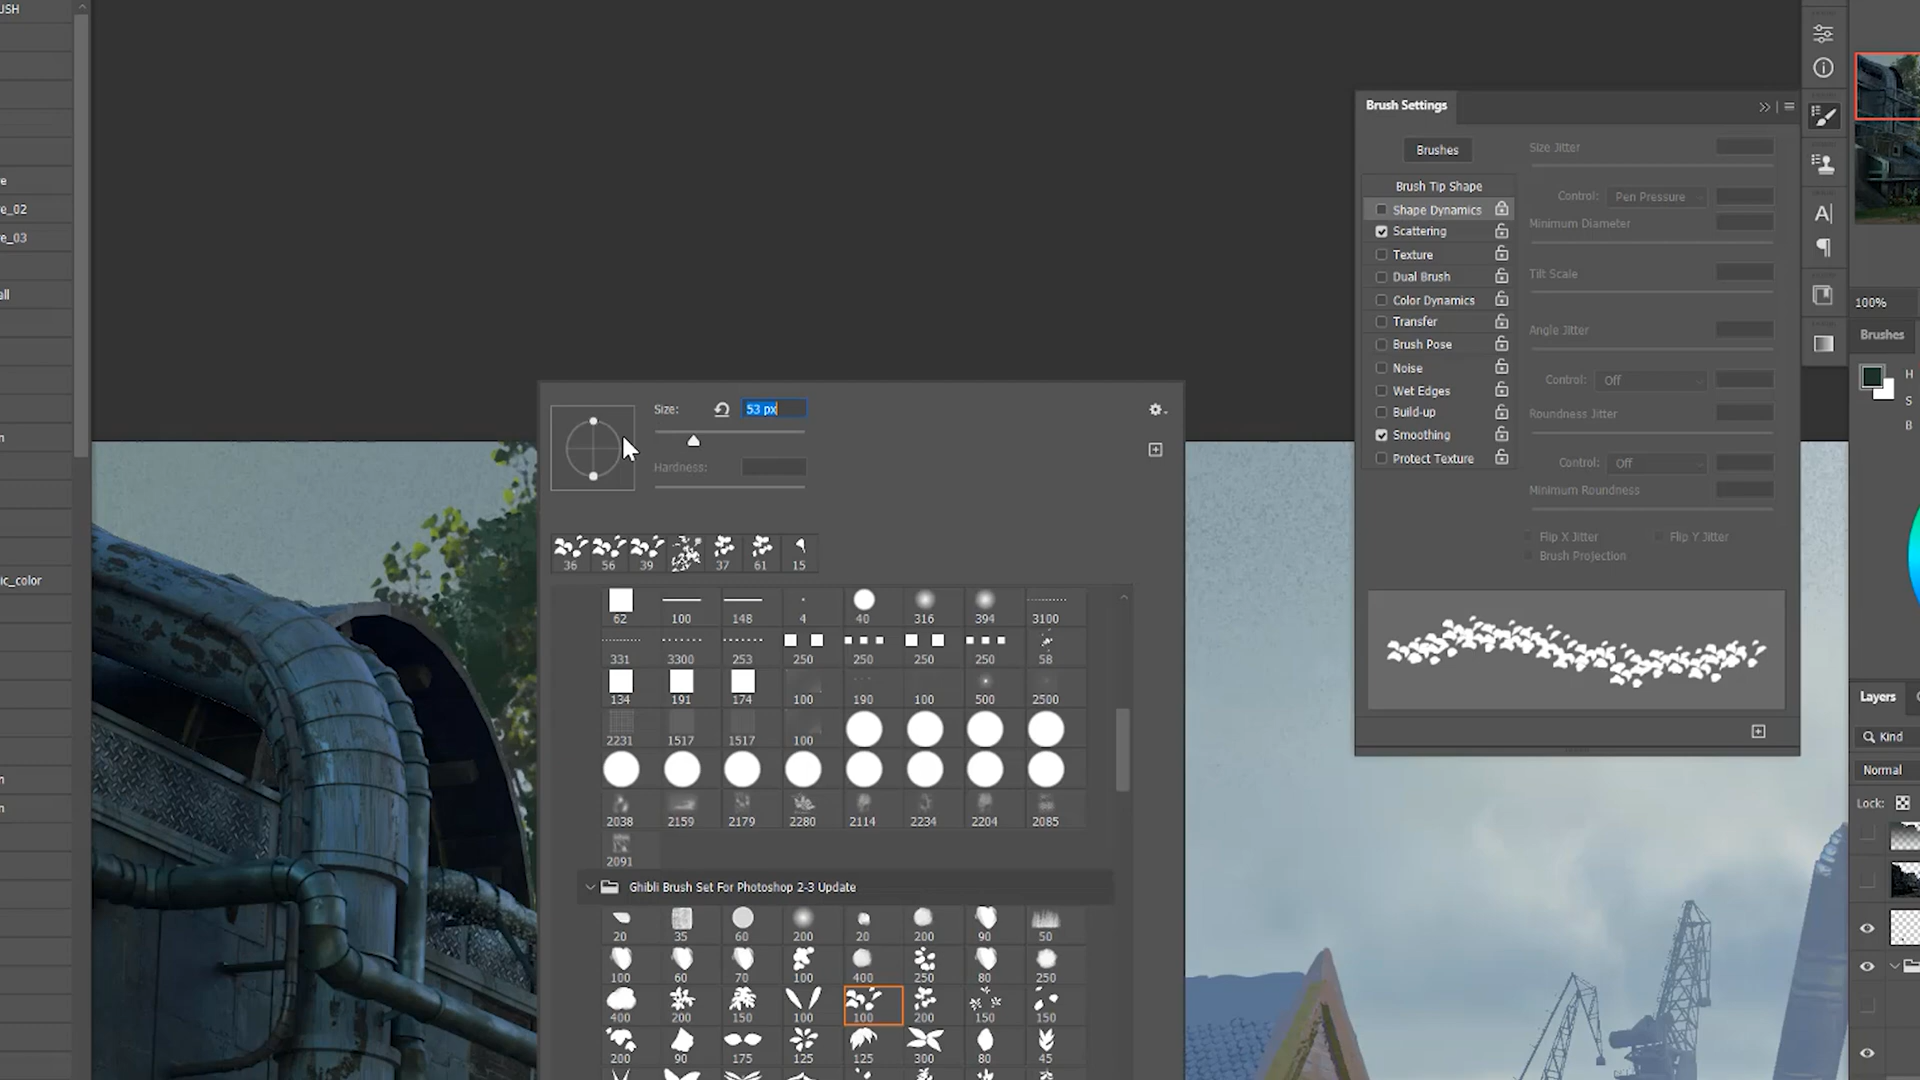 USH
e
e_02
e_03
all
n
ic_color
n
n
Size:
53 px
Hardness:
36 56 39 37 61 15
62 100 148 4 40 316 394 3100
331 3300 253 250 250 250 250 58
134 191 174 100 190 100 500 2500
2231 1517 1517 100
2038 2159 2179 2280 2114 2234 2204 2085
2091
Ghibli Brush Set For Photoshop 2-3 Update
20 35 60 200 20 200 90 50
100 60 70 100 400 250 80 250
400 200 150 100 100 200 150 150
200 90 175 125 125 300 80 45
Brush Settings
Brushes
Brush Tip Shape
Shape Dynamics
Scattering
Texture
Dual Brush
Color Dynamics
Transfer
Brush Pose
Noise
Wet Edges
Build-up
Smoothing
Protect Texture
Size Jitter
Control: Pen Pressure
Minimum Diameter
Tilt Scale
Angle Jitter
Control: Off
Roundness Jitter
Control: Off
Minimum Roundness
Flip X Jitter Flip Y Jitter
Brush Projection
100%
Brushes
H
S
B
Layers
Kind
Normal
Lock: